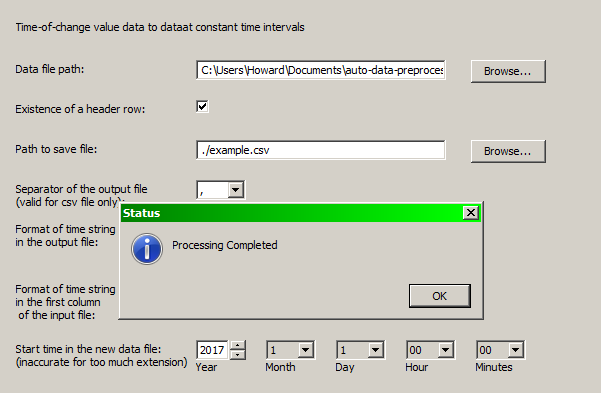 Time-of-change value data to dataat constant time intervals
Data file path: C:\Users\Howard\Documents\auto-data-preproces Browse...
Existence of a header row:
Path to save file: ./example.csv Browse...
Separator of the output file ,
(valid for csv file only):
Status
Format of time string
in the output file:
Processing Completed
OK
Format of time string
in the first column
of the input file:
Start time in the new data file: 2017 1 1 00 00
(inaccurate for too much extension) Year Month Day Hour Minutes